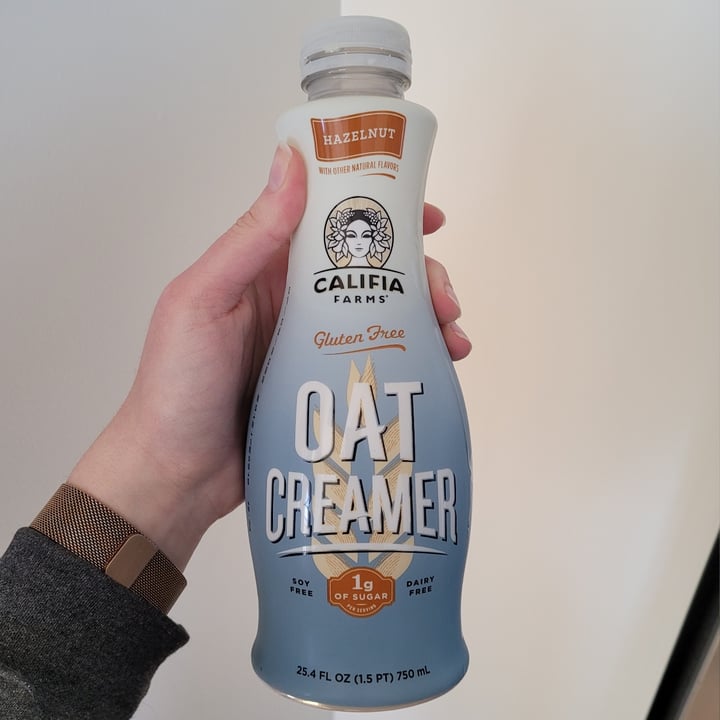 HAZELNUT
WITH OTHER NATURAL FLAVORS
CALIFIA
FARMS®
Gluten Free
OAT
CREAMER
SOY
FREE
1g
OF SUGAR
PER SERVING
DAIRY
FREE
25.4 FL OZ (1.5 PT) 750 mL